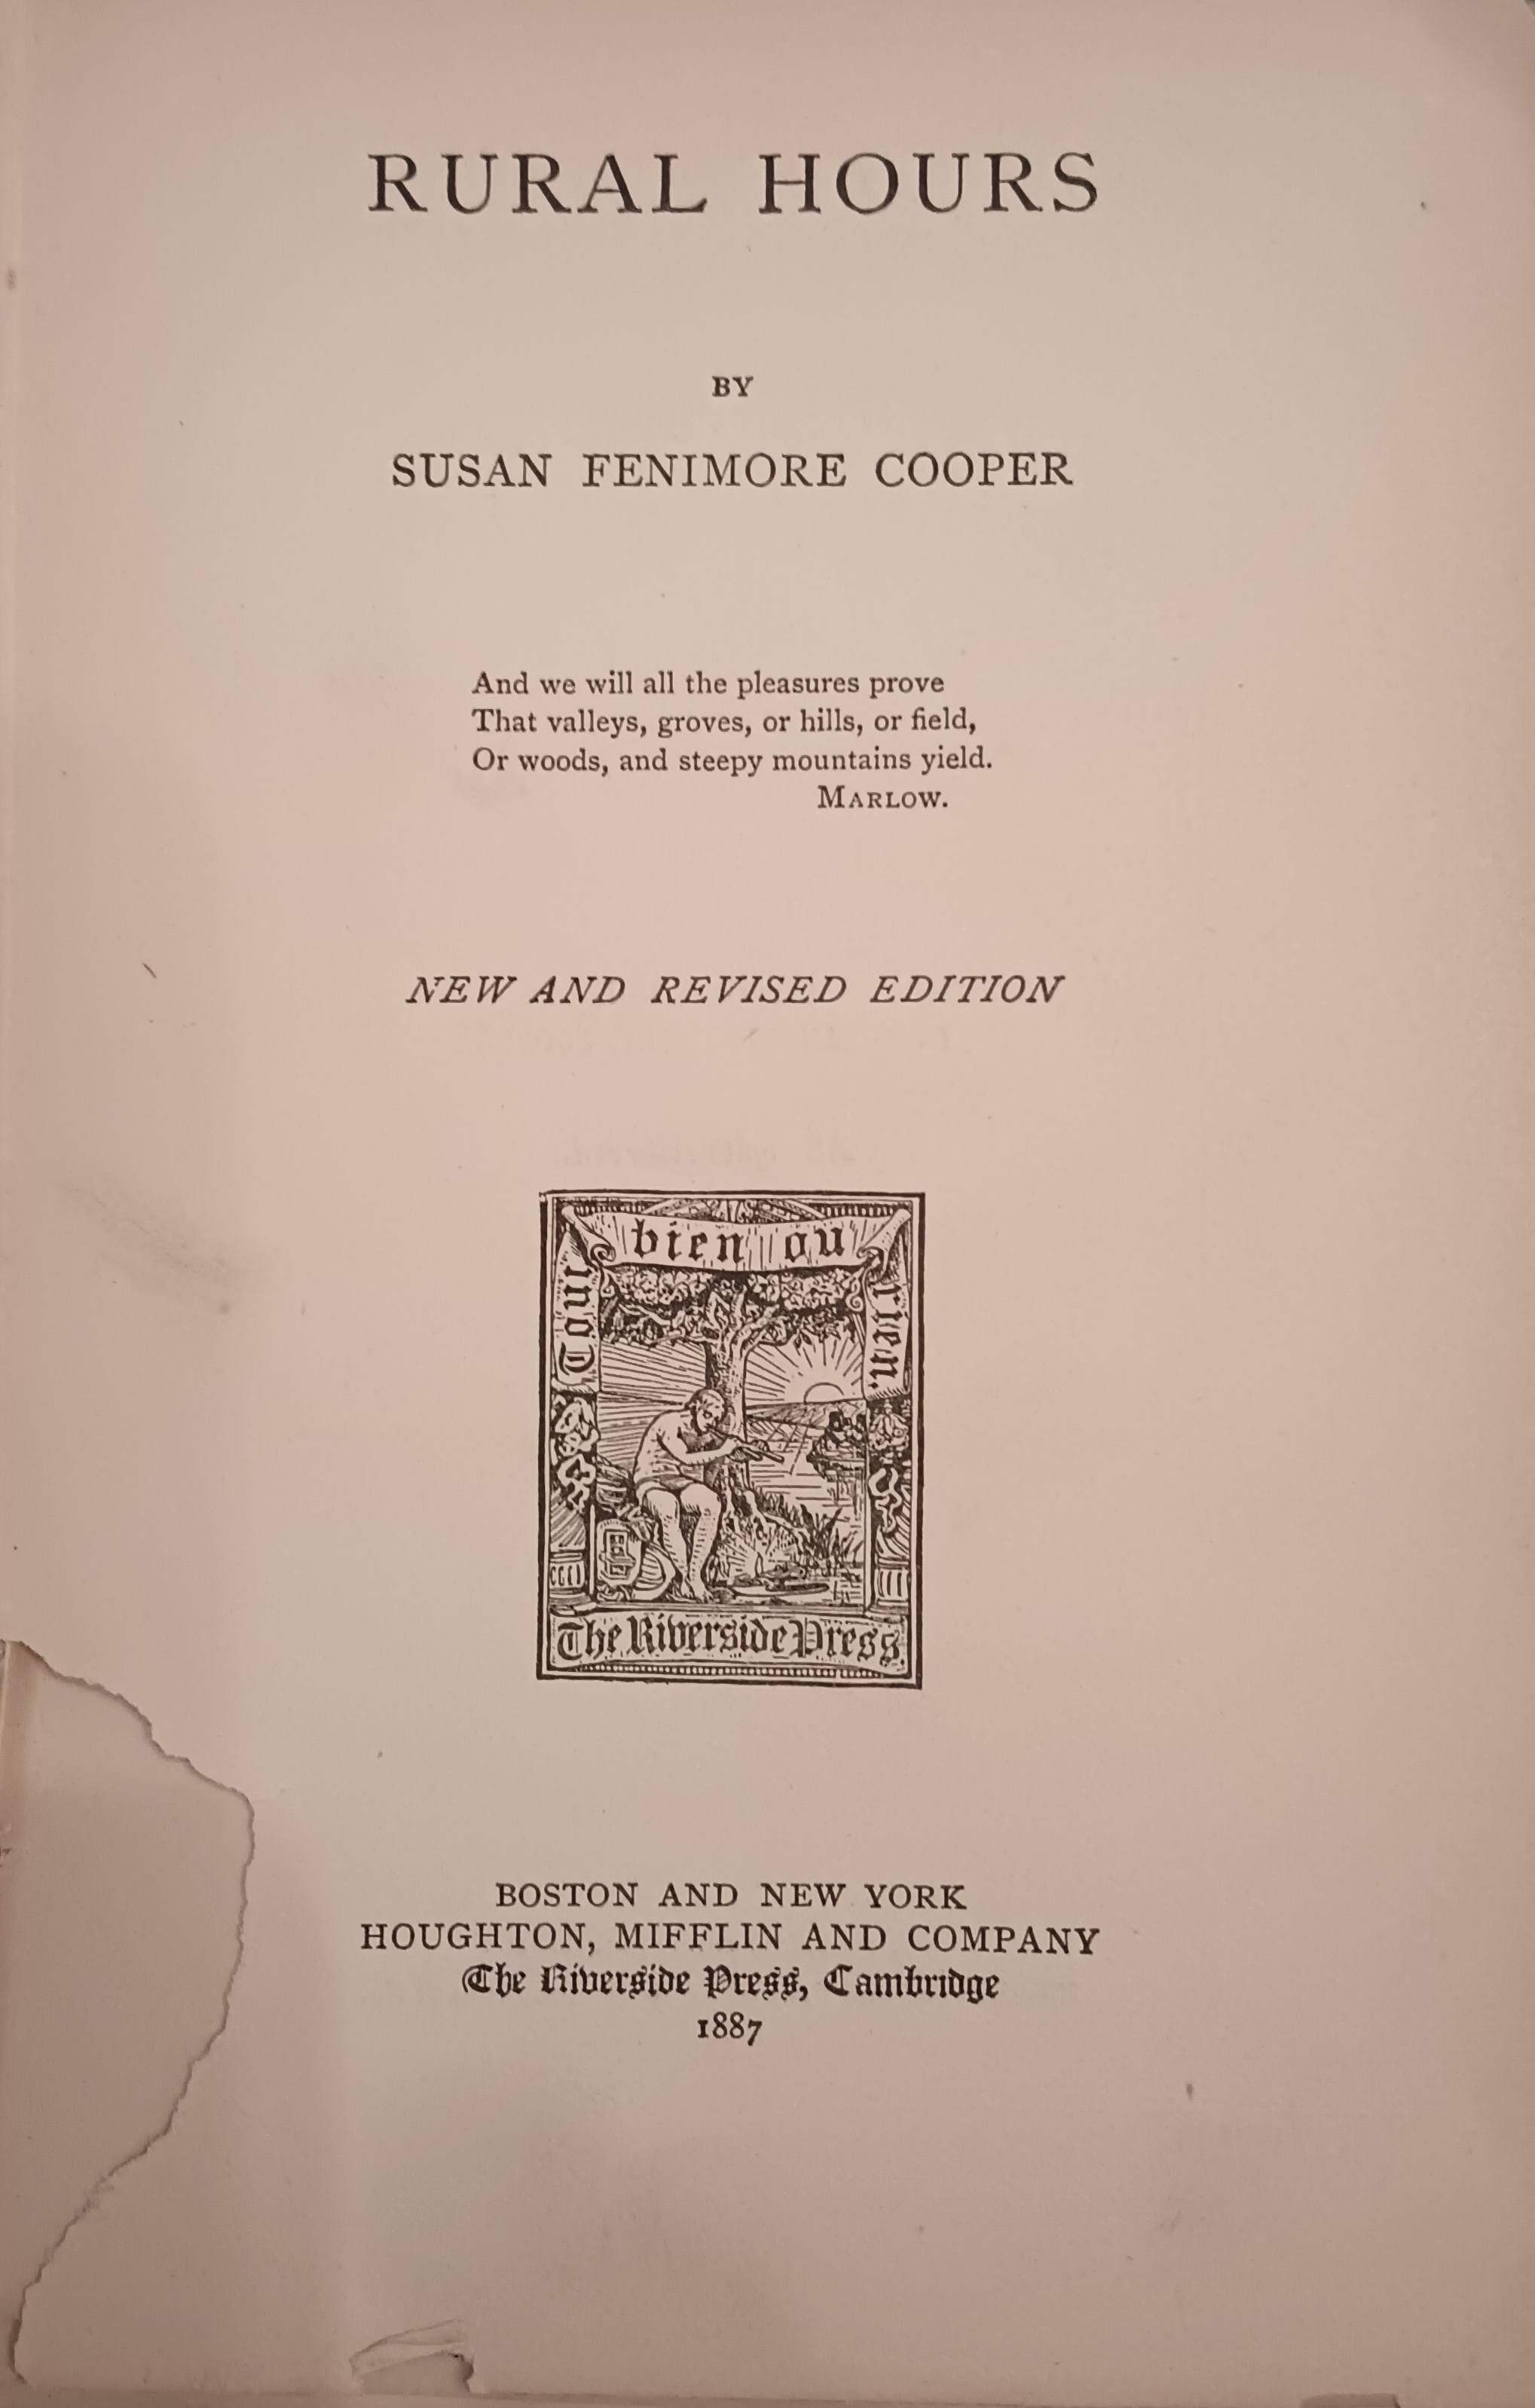 RURAL HOURS
BY
SUSAN FENIMORE COOPER
And we will all the pleasures prove
That valleys, groves, or hills, or field,
Or woods, and steepy mountains yield.
MARLOW.
NEW AND REVISED EDITION
Tout
bien ou
rien.
The Riverside Press.
BOSTON AND NEW YORK
HOUGHTON, MIFFLIN AND COMPANY
The Riverside Press, Cambridge
1887